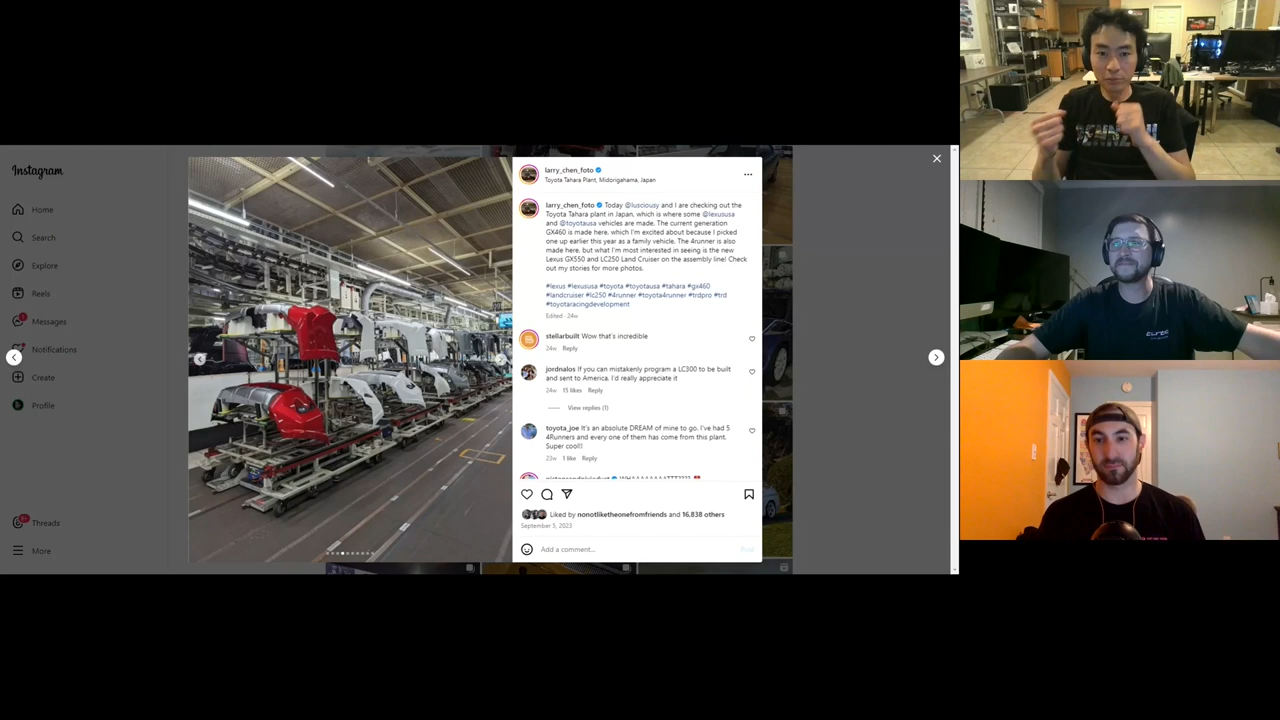 Instagram
Home
Search
Explore
Reels
Messages
Notifications
Create
Profile
Threads
More
larry_chen_foto
Toyota Tahara Plant, Midorigahama, Japan
larry_chen_foto Today @lusciousy and I are checking out the
Toyota Tahara plant in Japan, which is where some @lexususa
and @toyotausa vehicles are made. The current generation
GX460 is made here, which I'm excited about because I picked
one up earlier this year as a family vehicle. The 4runner is also
made here, but what I'm most interested in seeing is the new
Lexus GX550 and LC250 Land Cruiser on the assembly line! Check
out my stories for more photos.
#lexus #lexususa #toyota #toyotausa #tahara #gx460
#landcruiser #lc250 #4runner #toyota4runner #trdpro #trd
#toyotaracingdevelopment
Edited · 24w
stellarbuilt Wow that's incredible
24w Reply
jordnalos If you can mistakenly program a LC300 to be built
and sent to America, I'd really appreciate it
24w 15 likes Reply
View replies (1)
toyota_joe It's an absolute DREAM of mine to go, I've had 5
4Runners and every one of them has come from this plant.
Super cool!!
23w 1 like Reply
Liked by nonotliketheonefromfriends and 16,838 others
September 5, 2023
Add a comment...
Post